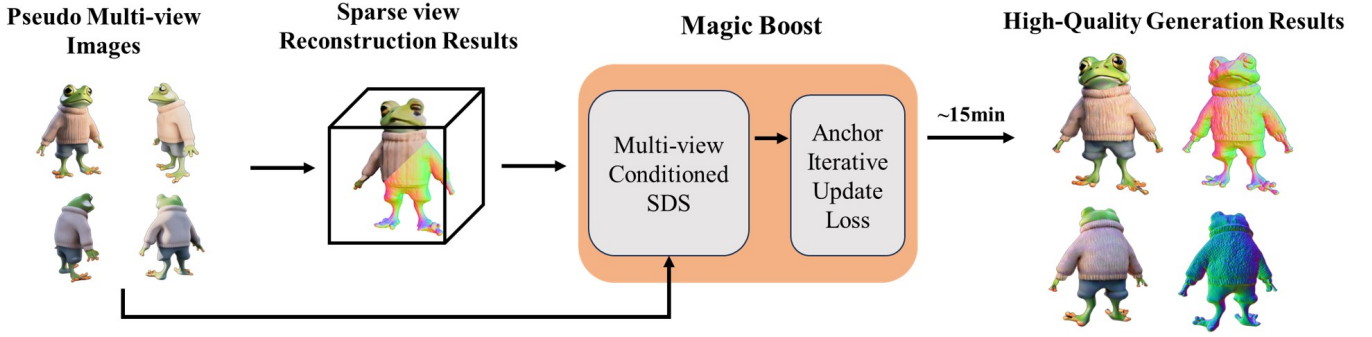 Pseudo Multi-view
Images
Sparse view
Reconstruction Results
Magic Boost
Multi-view
Conditioned
SDS
Anchor
Iterative
Update
Loss
~15min
High-Quality Generation Results